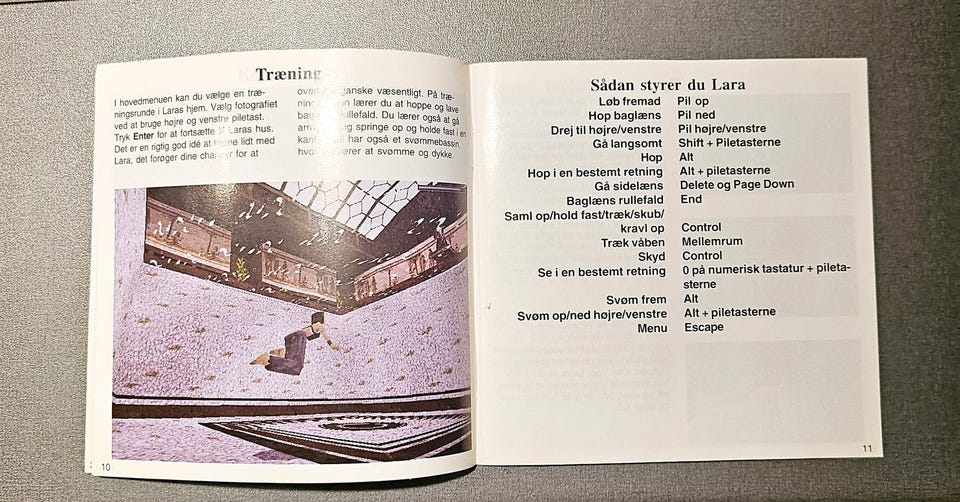 Træning
I hovedmenuen kan du vælge en træ-
ningsrunde i Laras hjem. Vælg fotografiet
ved at bruge højre og venstre piletast.
Tryk Enter for at fortsætte Laras hus.
Det er en rigtig god idé at træne lidt med
Lara, det forøger dine chancer for at
ganske væsentligt. På træ-
lærer du at hoppe og lave
rullefald. Du lærer også at gå
springe op og holde fast i en
har også et svømmebassin,
lærer at svømme og dykke.
10
Sådan styrer du Lara
Løb fremad Pil op
Hop baglæns Pil ned
Drej til højre/venstre Pil højre/venstre
Gå langsomt Shift + Piletasterne
Hop Alt
Hop i en bestemt retning Alt + piletasterne
Gå sidelæns Delete og Page Down
Baglæns rullefald End
Saml op/hold fast/træk/skub/
kravl op Control
Træk våben Mellemrum
Skyd Control
Se i en bestemt retning 0 på numerisk tastatur + pileta-
sterne
Svøm frem Alt
Svøm op/ned højre/venstre Alt + piletasterne
Menu Escape
11